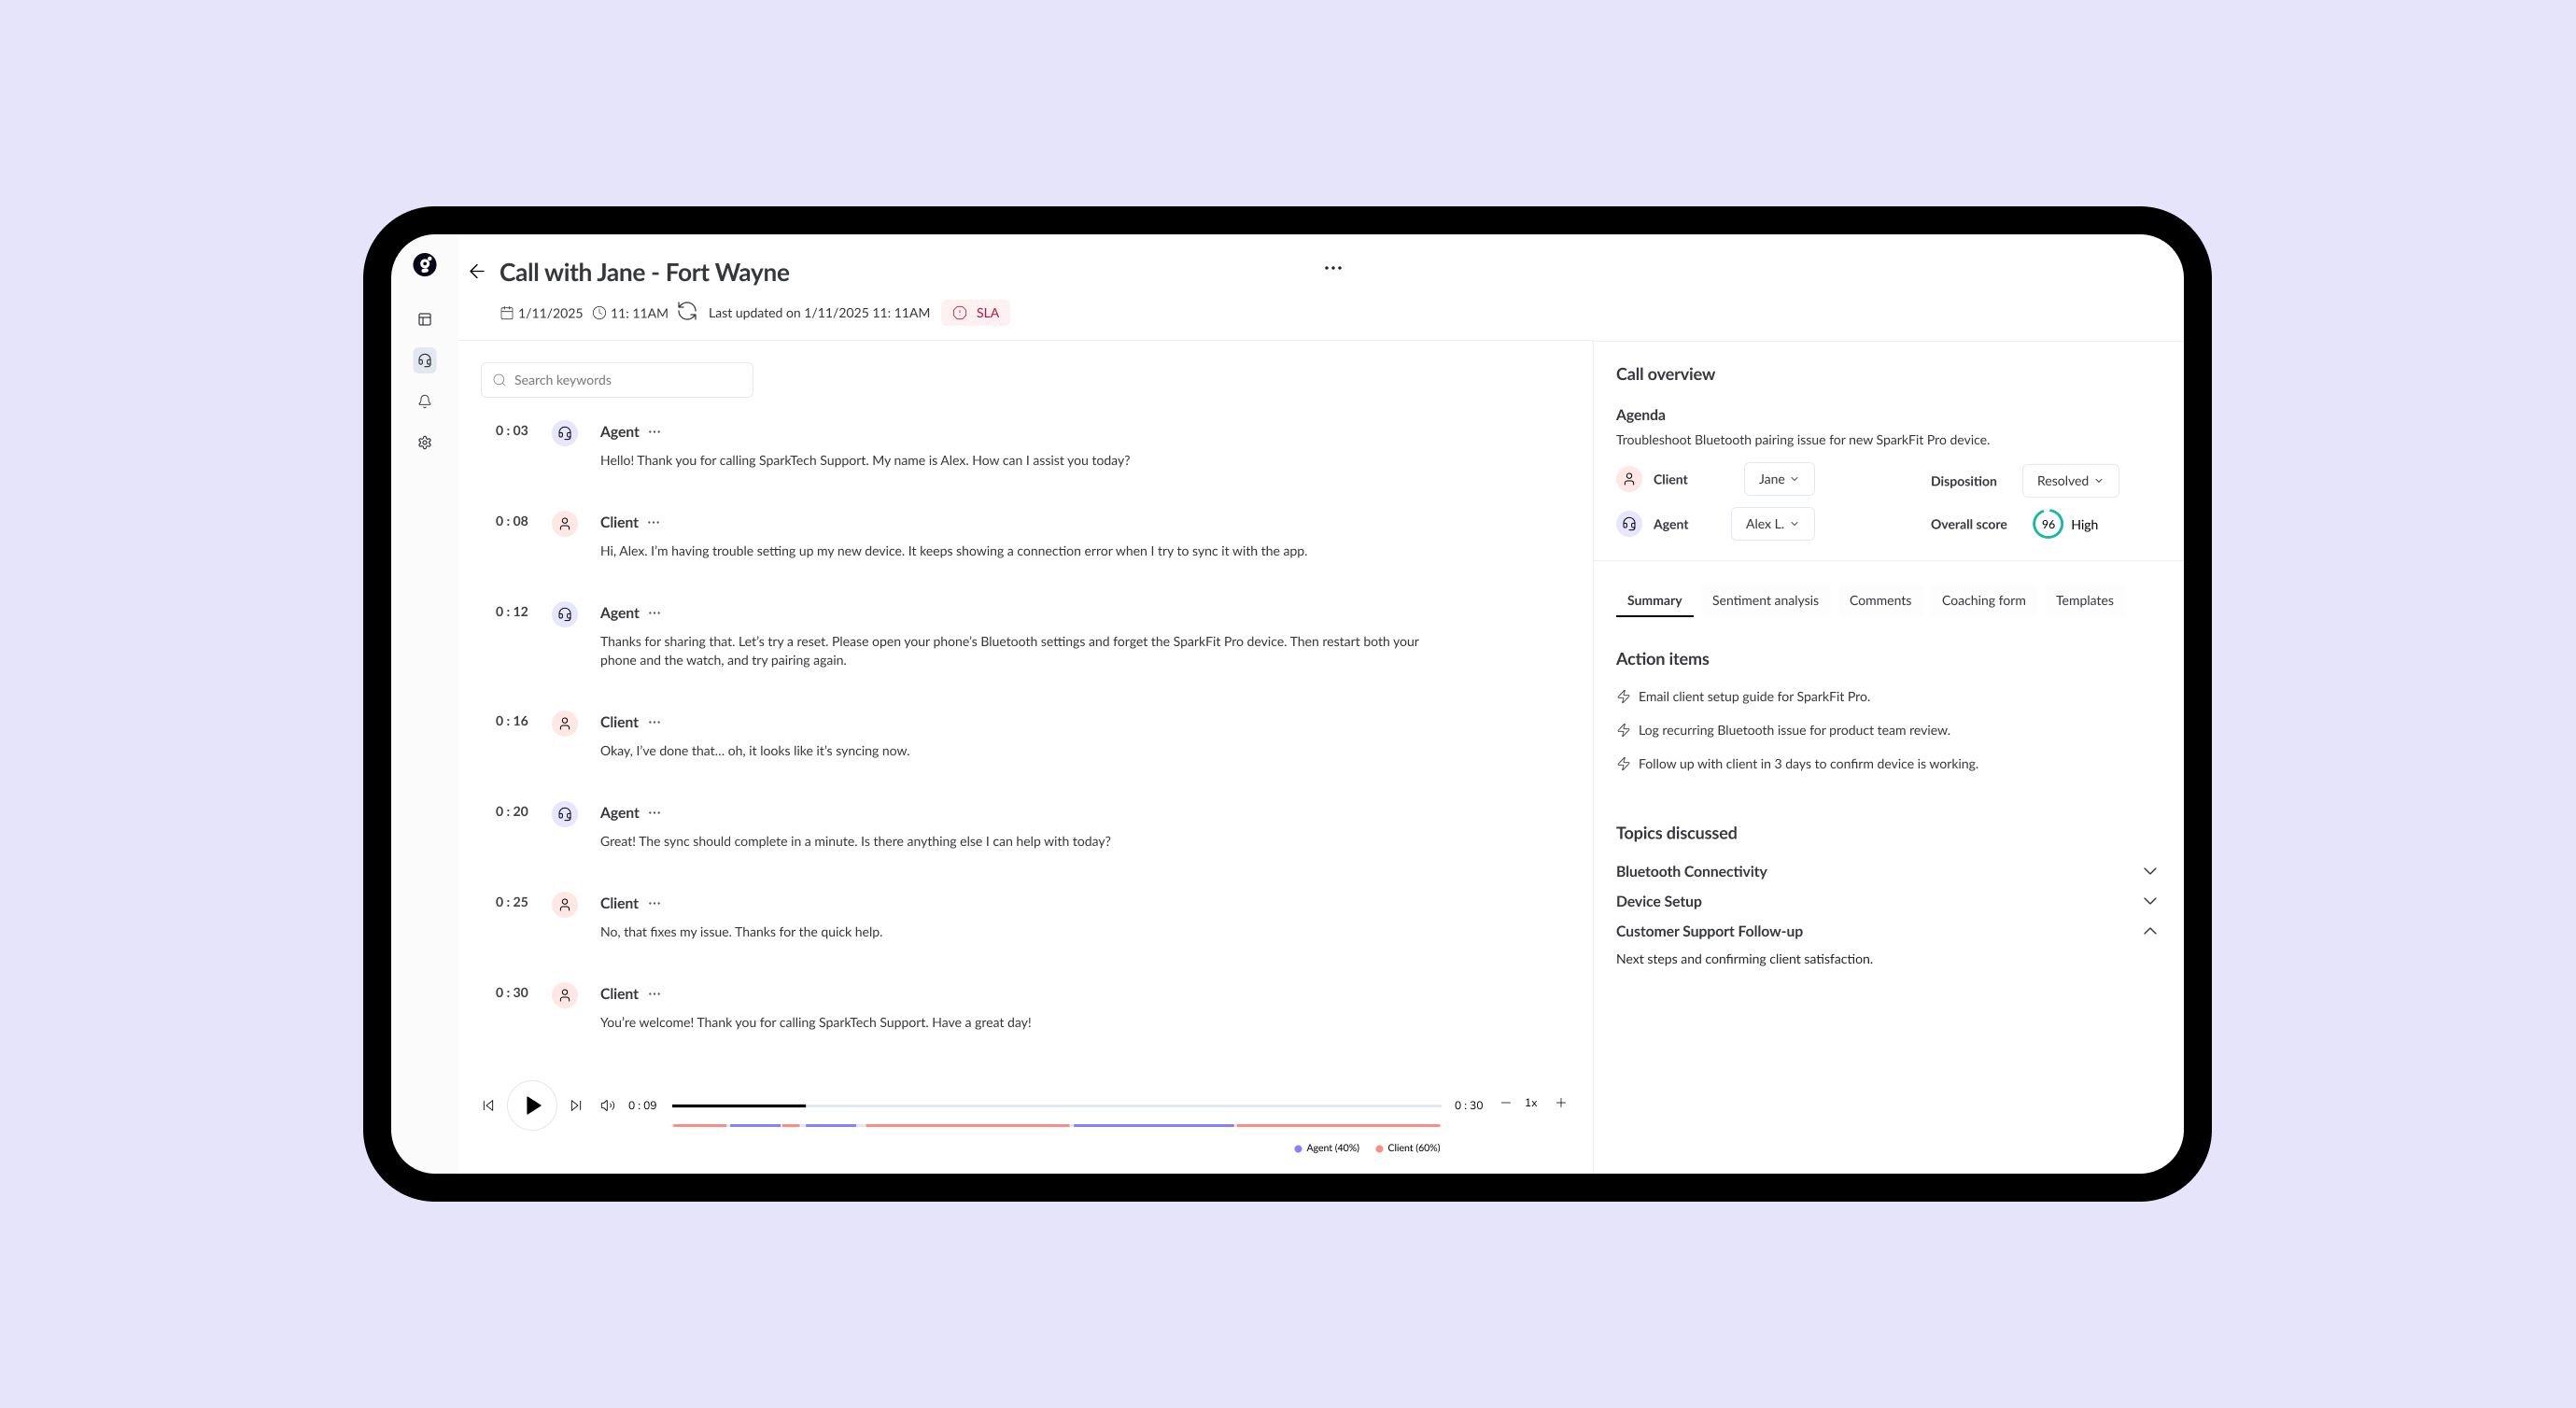 Call with Jane - Fort Wayne
1/11/2025 11: 11AM Last updated on 1/11/2025 11: 11AM SLA
Search keywords
0 : 03 Agent
Hello! Thank you for calling SparkTech Support. My name is Alex. How can I assist you today?
0 : 08 Client
Hi, Alex. I’m having trouble setting up my new device. It keeps showing a connection error when I try to sync it with the app.
0 : 12 Agent
Thanks for sharing that. Let’s try a reset. Please open your phone’s Bluetooth settings and forget the SparkFit Pro device. Then restart both your
phone and the watch, and try pairing again.
0 : 16 Client
Okay, I’ve done that... oh, it looks like it’s syncing now.
0 : 20 Agent
Great! The sync should complete in a minute. Is there anything else I can help with today?
0 : 25 Client
No, that fixes my issue. Thanks for the quick help.
0 : 30 Client
You’re welcome! Thank you for calling SparkTech Support. Have a great day!
0 : 09 0 : 30 1x
Agent (40%) Client (60%)
Call overview
Agenda
Troubleshoot Bluetooth pairing issue for new SparkFit Pro device.
Client Jane Disposition Resolved
Agent Alex L. Overall score 96 High
Summary Sentiment analysis Comments Coaching form Templates
Action items
Email client setup guide for SparkFit Pro.
Log recurring Bluetooth issue for product team review.
Follow up with client in 3 days to confirm device is working.
Topics discussed
Bluetooth Connectivity
Device Setup
Customer Support Follow-up
Next steps and confirming client satisfaction.